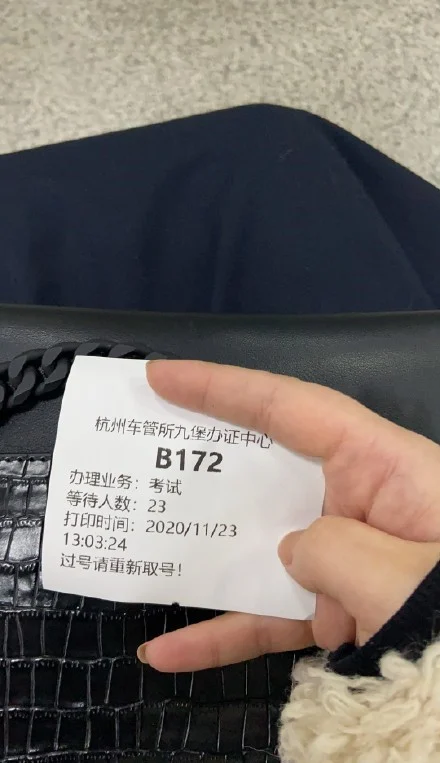 杭州车管所九堡办证中心
B172
办理业务：考试
等待人数：23
打印时间：2020/11/23
13:03:24
过号请重新取号！